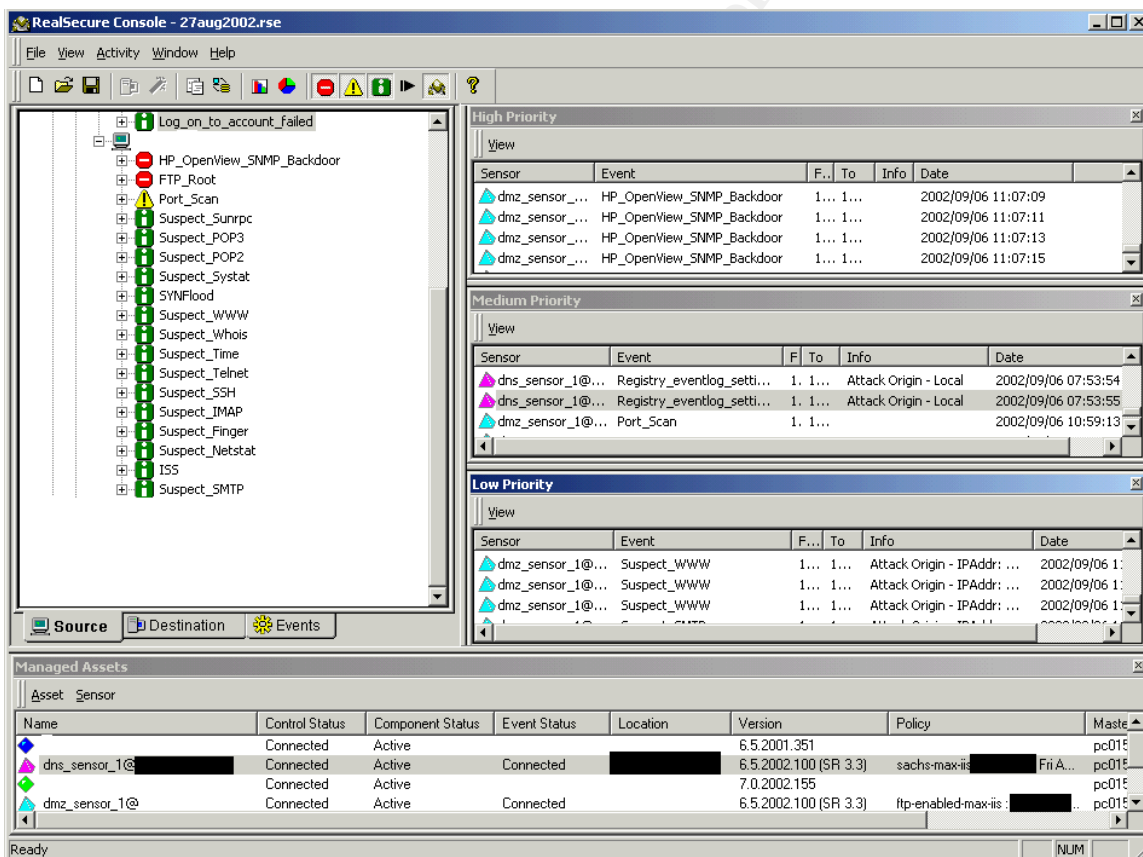 RealSecure Console - 27aug2002.rse
File View Activity Window Help
Log_on_to_account_failed
HP_OpenView_SNMP_Backdoor
FTP_Root
Port_Scan
Suspect_Sunrpc
Suspect_POP3
Suspect_POP2
Suspect_Systat
SYNFlood
Suspect_WWW
Suspect_Whois
Suspect_Time
Suspect_Telnet
Suspect_SSH
Suspect_IMAP
Suspect_Finger
Suspect_Netstat
ISS
Suspect_SMTP
Source Destination Events
High Priority
View
Sensor Event F.. To Info Date
dmz_sensor_... HP_OpenView_SNMP_Backdoor 1... 1... 2002/09/06 11:07:09
dmz_sensor_... HP_OpenView_SNMP_Backdoor 1... 1... 2002/09/06 11:07:11
dmz_sensor_... HP_OpenView_SNMP_Backdoor 1... 1... 2002/09/06 11:07:13
dmz_sensor_... HP_OpenView_SNMP_Backdoor 1... 1... 2002/09/06 11:07:15
Medium Priority
View
Sensor Event F To Info Date
dns_sensor_1@... Registry_eventlog_setti... 1. 1... Attack Origin - Local 2002/09/06 07:53:54
dns_sensor_1@... Registry_eventlog_setti... 1. 1... Attack Origin - Local 2002/09/06 07:53:55
dmz_sensor_1@... Port_Scan 1. 1... 2002/09/06 10:59:13
Low Priority
View
Sensor Event F... To Info Date
dmz_sensor_1@... Suspect_WWW 1... 1... Attack Origin - IPAddr: ... 2002/09/06 1
dmz_sensor_1@... Suspect_WWW 1... 1... Attack Origin - IPAddr: ... 2002/09/06 1
dmz_sensor_1@... Suspect_WWW 1... 1... Attack Origin - IPAddr: ... 2002/09/06 1
Managed Assets
Asset Sensor
Name Control Status Component Status Event Status Location Version Policy Maste
Connected Active 6.5.2001.351 pc015
dns_sensor_1@ Connected Active Connected 6.5.2002.100 (SR 3.3) sachs-max-iis Fri A... pc015
Connected Active 7.0.2002.155 pc015
dmz_sensor_1@ Connected Active Connected 6.5.2002.100 (SR 3.3) ftp-enabled-max-iis : .. pc015
Ready NUM